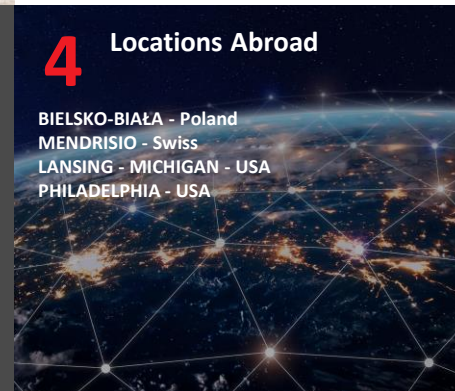 4 Locations Abroad
BIELSKO-BIAŁA - Poland
MENDRISIO - Swiss
LANSING - MICHIGAN - USA
PHILADELPHIA - USA